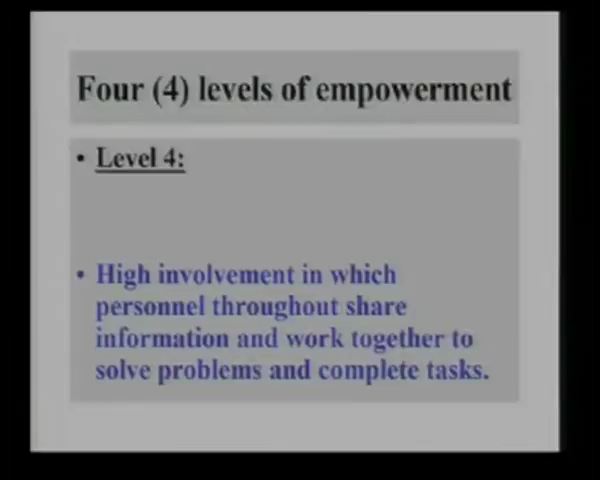 Four (4) levels of empowerment
• Level 4:
• High involvement in which
personnel throughout share
information and work together to
solve problems and complete tasks.